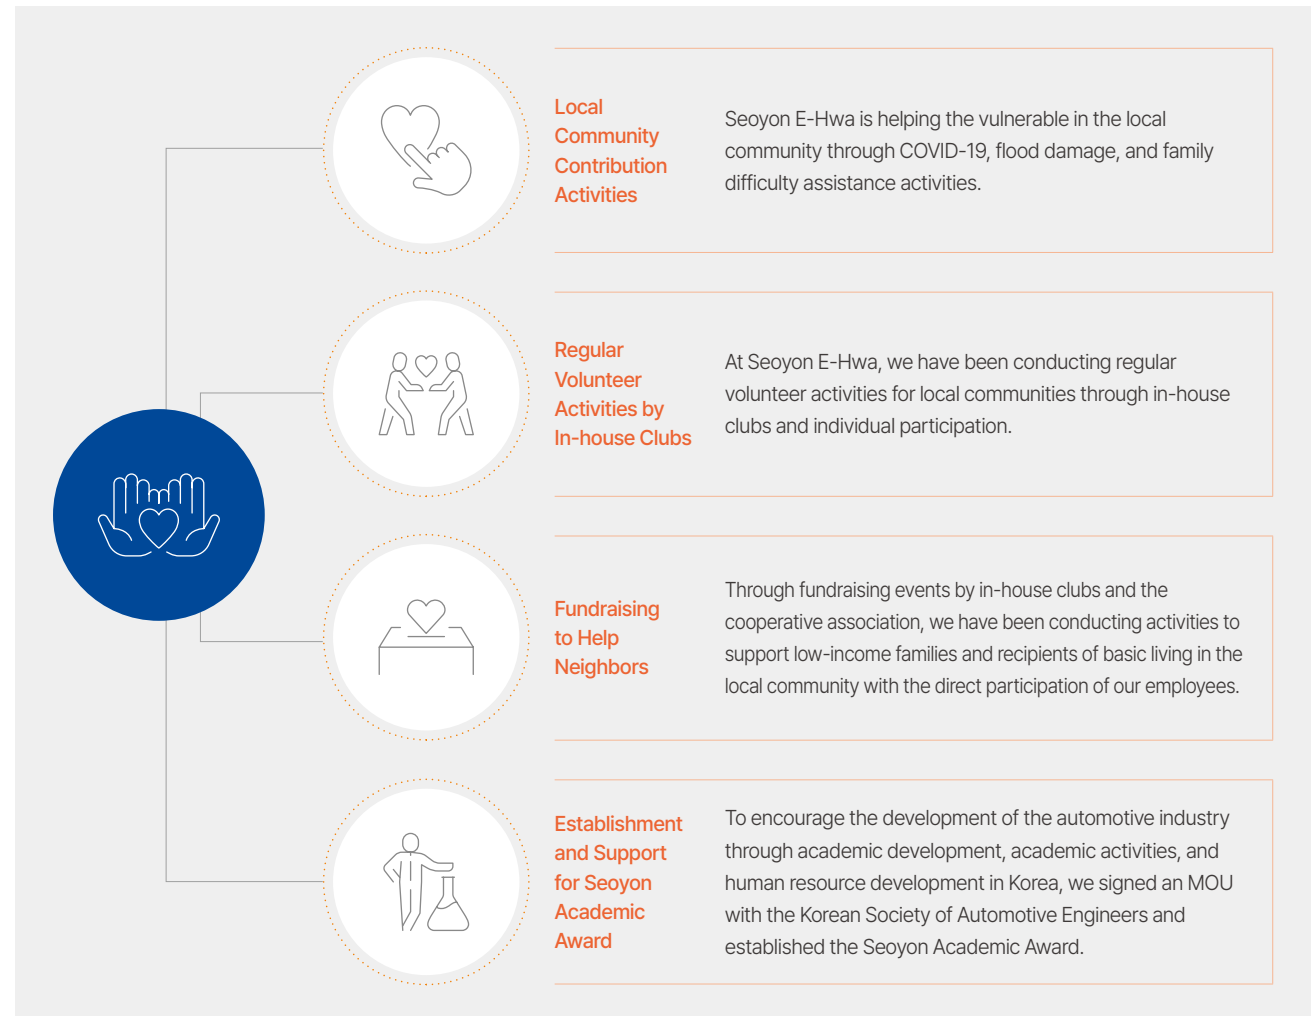 Local
Community
Contribution
Activities
Seoyon E-Hwa is helping the vulnerable in the local
community through COVID-19, flood damage, and family
difficulty assistance activities.
Regular
Volunteer
Activities by
In-house Clubs
At Seoyon E-Hwa, we have been conducting regular
volunteer activities for local communities through in-house
clubs and individual participation.
Fundraising
to Help
Neighbors
Through fundraising events by in-house clubs and the
cooperative association, we have been conducting activities to
support low-income families and recipients of basic living in the
local community with the direct participation of our employees.
Establishment
and Support
for Seoyon
Academic
Award
To encourage the development of the automotive industry
through academic development, academic activities, and
human resource development in Korea, we signed an MOU
with the Korean Society of Automotive Engineers and
established the Seoyon Academic Award.